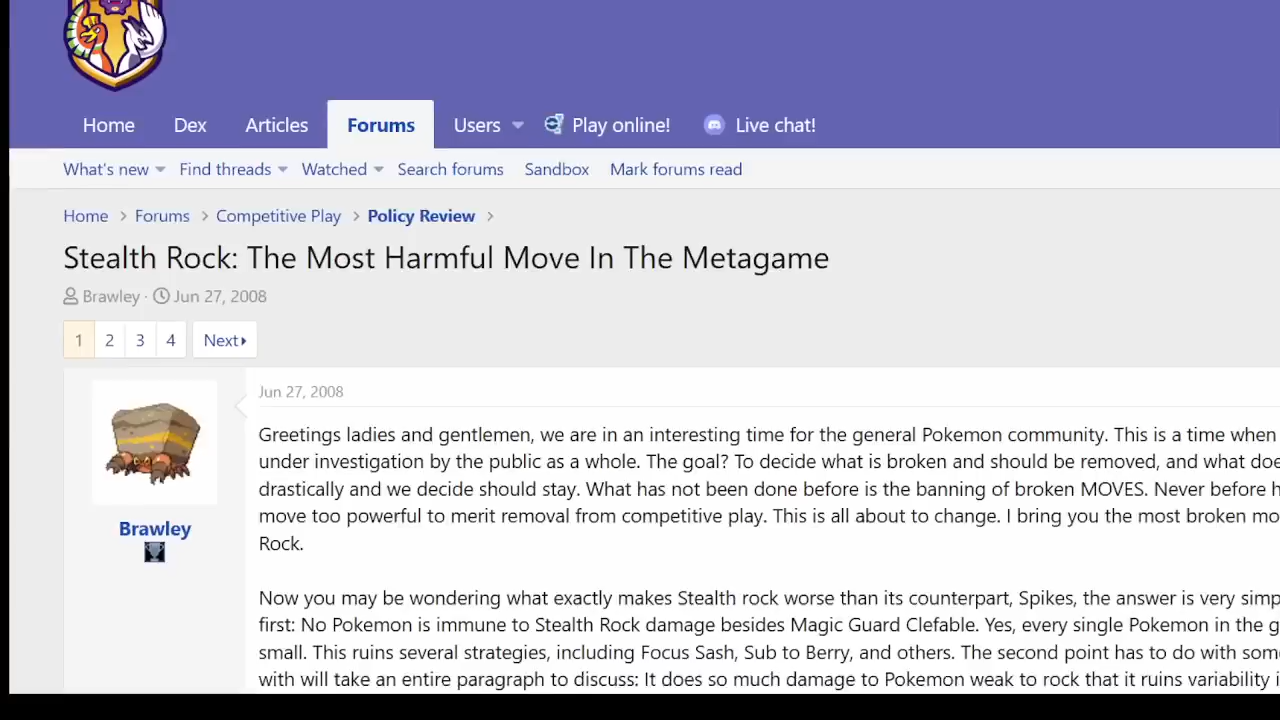 Home Dex Articles Forums Users Play online! Live chat!
What's new Find threads Watched Search forums Sandbox Mark forums read
Home Forums Competitive Play Policy Review
Stealth Rock: The Most Harmful Move In The Metagame
Brawley · Jun 27, 2008
1 2 3 4 Next
Jun 27, 2008
Brawley
Greetings ladies and gentlemen, we are in an interesting time for the general Pokemon community. This is a time when
under investigation by the public as a whole. The goal? To decide what is broken and should be removed, and what doe
drastically and we decide should stay. What has not been done before is the banning of broken MOVES. Never before h
move too powerful to merit removal from competitive play. This is all about to change. I bring you the most broken mo
Rock.
Now you may be wondering what exactly makes Stealth rock worse than its counterpart, Spikes, the answer is very simp
first: No Pokemon is immune to Stealth Rock damage besides Magic Guard Clefable. Yes, every single Pokemon in the g
small. This ruins several strategies, including Focus Sash, Sub to Berry, and others. The second point has to do with som
with will take an entire paragraph to discuss: It does so much damage to Pokemon weak to rock that it ruins variability i